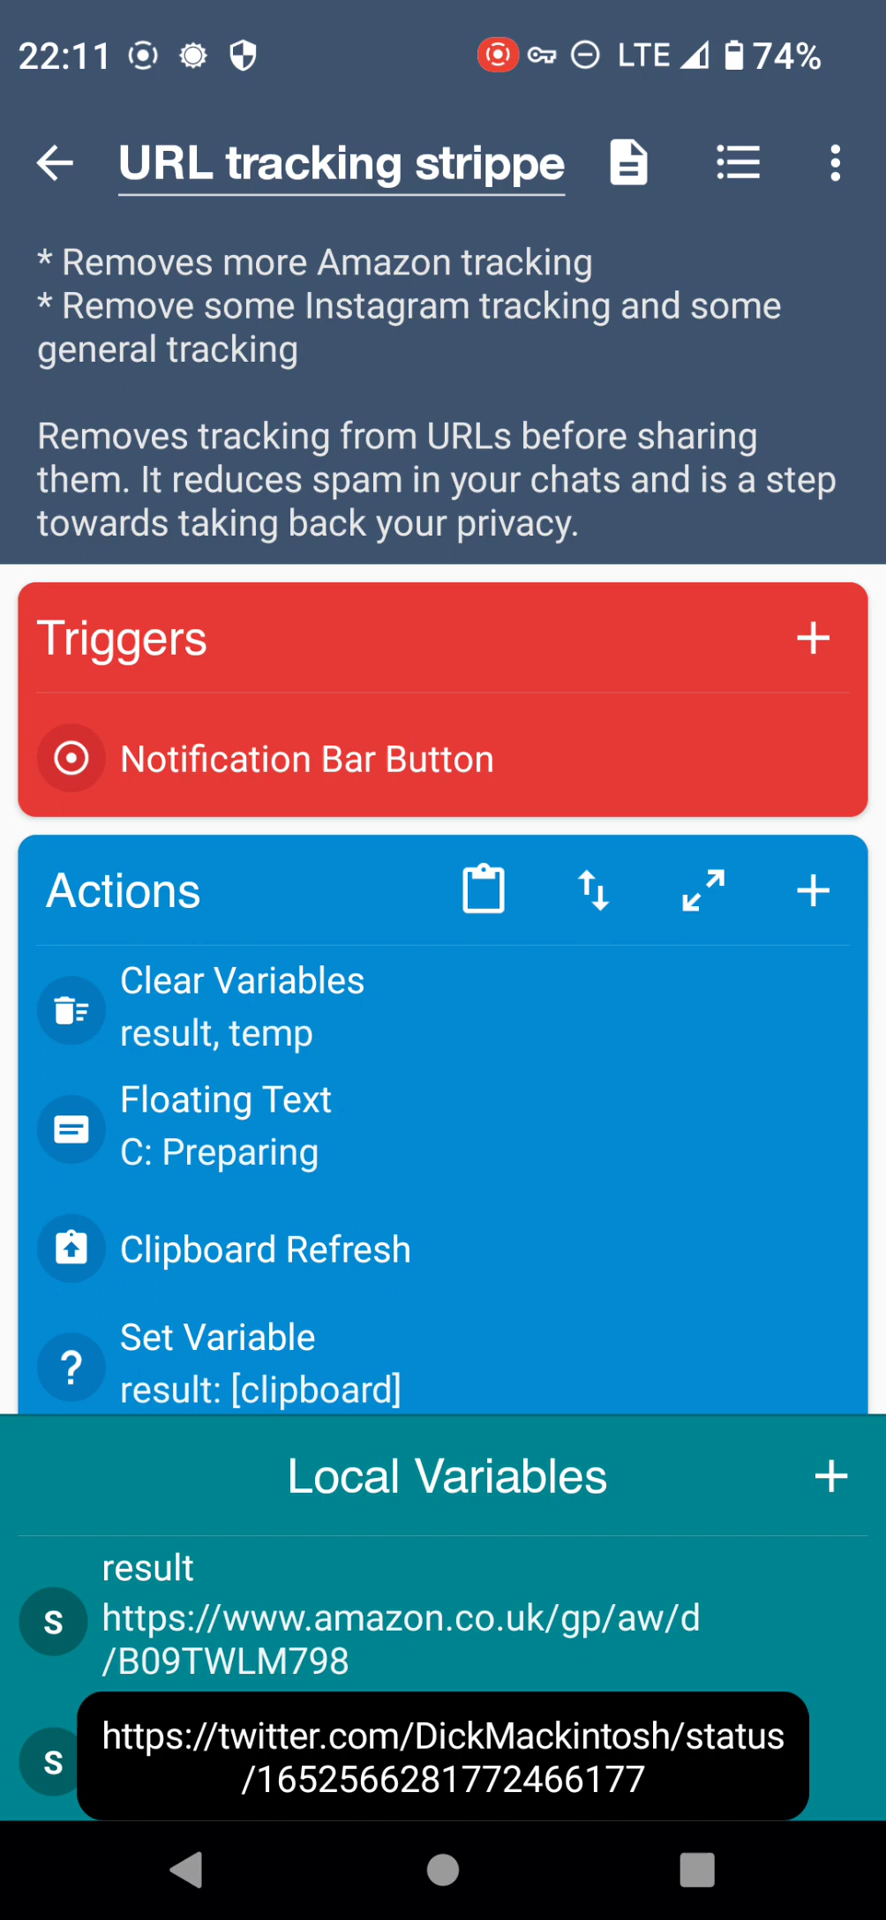 22:11 LTE 74%
URL tracking strippe
* Removes more Amazon tracking
* Remove some Instagram tracking and some
general tracking
Removes tracking from URLs before sharing
them. It reduces spam in your chats and is a step
towards taking back your privacy.
Triggers
Notification Bar Button
Actions
Clear Variables
result, temp
Floating Text
C: Preparing
Clipboard Refresh
?
Set Variable
result: [clipboard]
Local Variables
result
S
https://www.amazon.co.uk/gp/aw/d
/B09TWLM798
S
https://twitter.com/DickMackintosh/status
/1652566281772466177